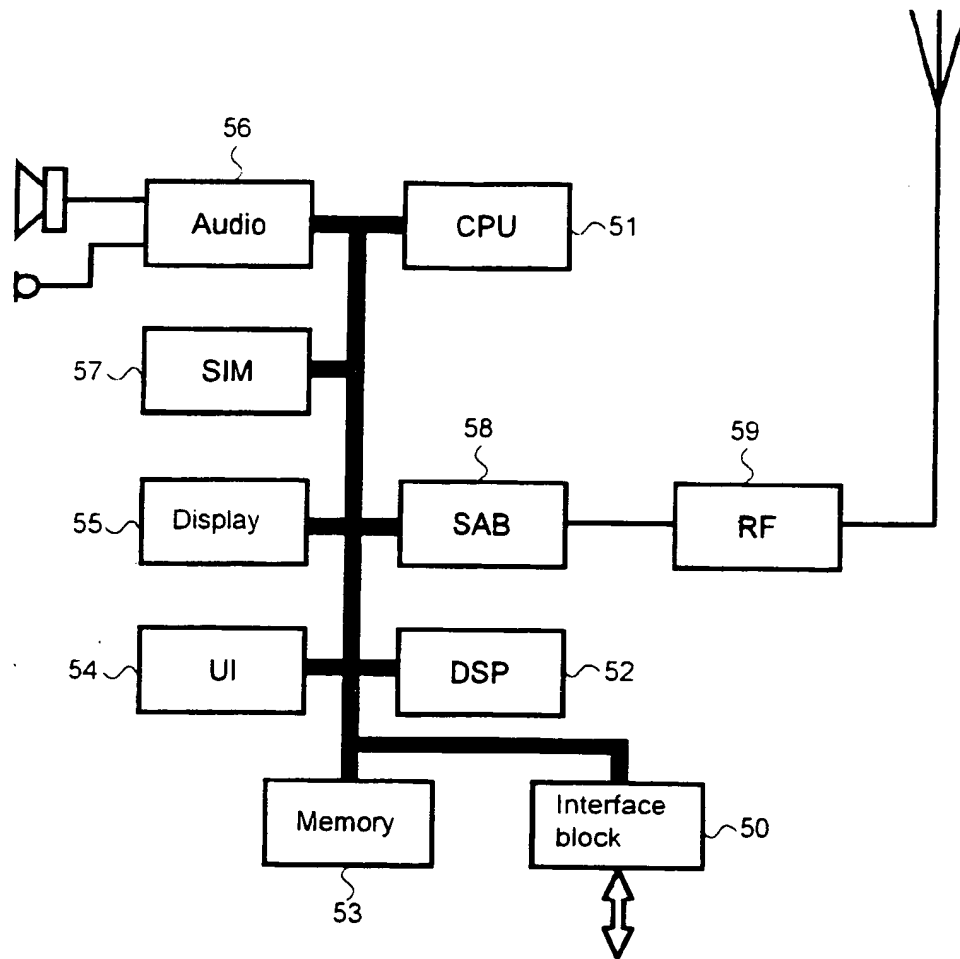 56
Audio
CPU
51
57
SIM
58
59
55
Display
SAB
RF
54
UI
DSP
52
Memory
Interface
block
50
53